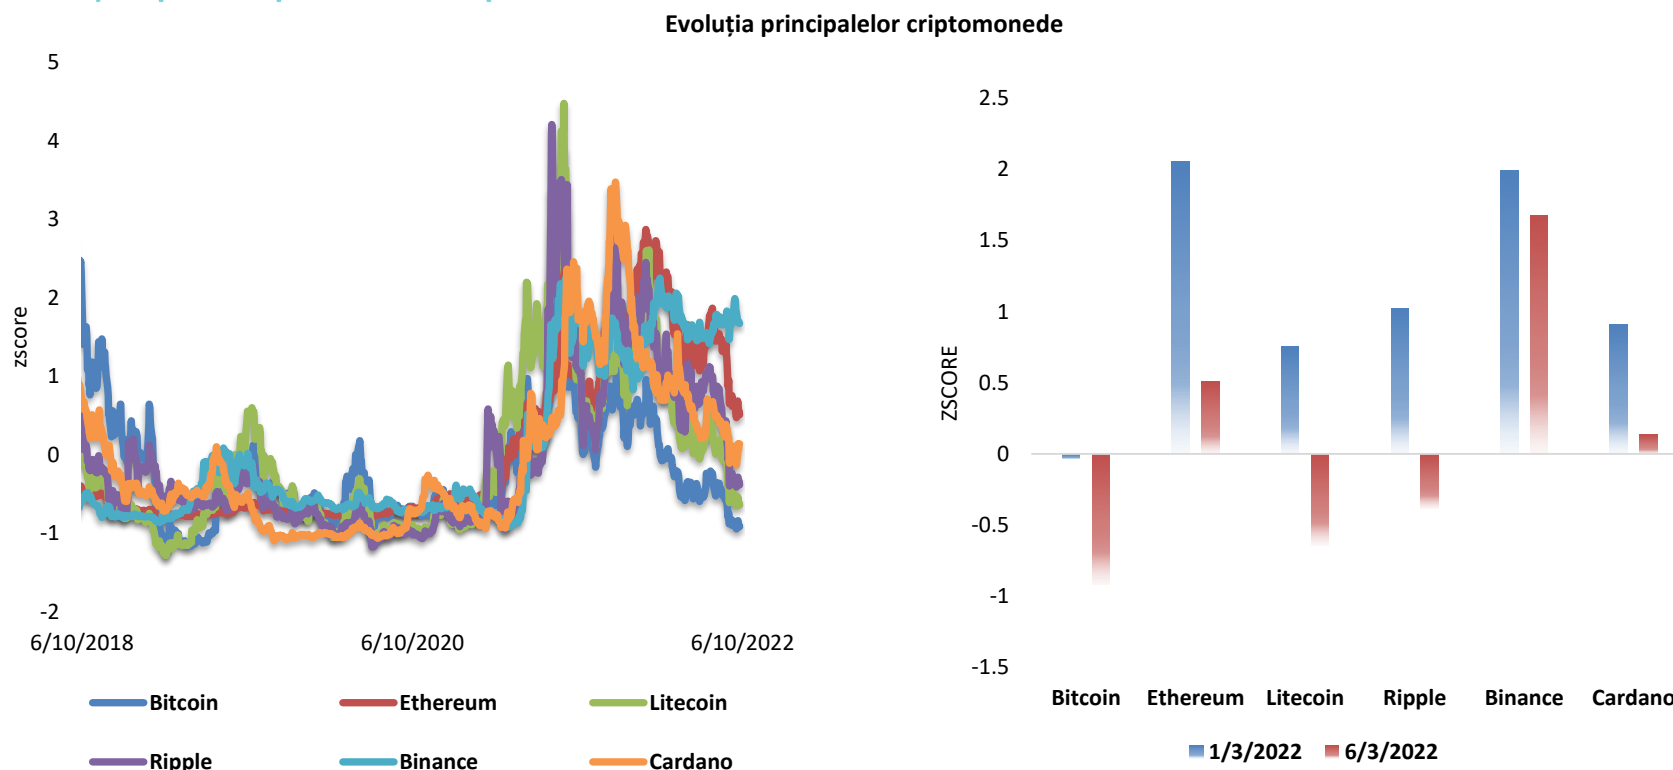 Evoluția principalelor criptomonede
5
4
3
2
1
0
-1
-2
zscore
6/10/2018 6/10/2020 6/10/2022
Bitcoin Ethereum Litecoin
Ripple Binance Cardano
2.5
2
1.5
1
0.5
0
-0.5
-1
-1.5
ZSCORE
Bitcoin Ethereum Litecoin Ripple Binance Cardano
1/3/2022 6/3/2022